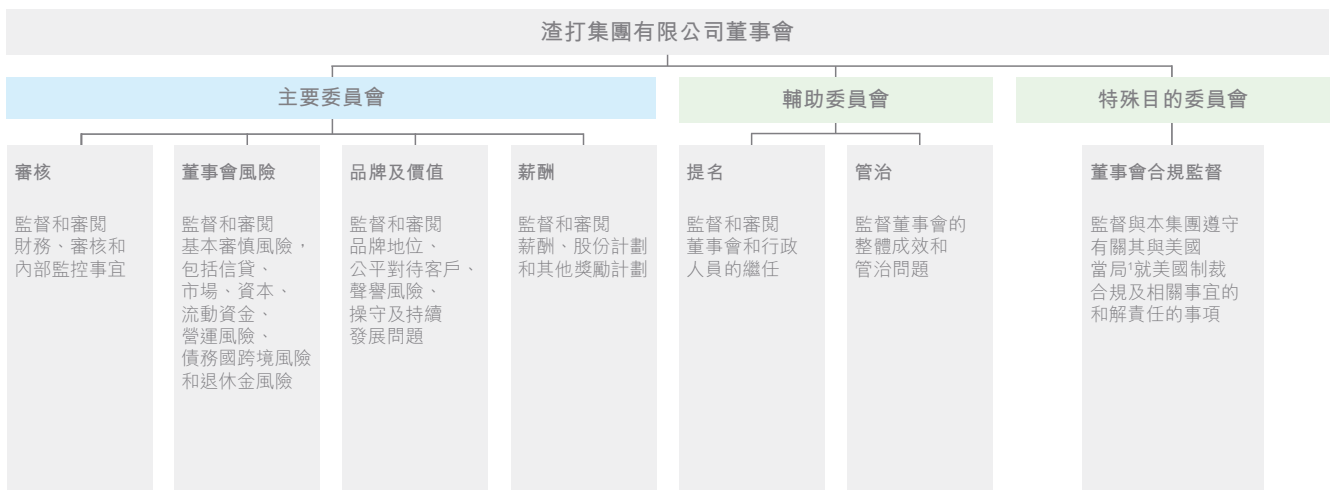 渣打集團有限公司董事會
主要委員會
輔助委員會
特殊目的委員會
審核
監督和審閱
財務、審核和
內部監控事宜
董事會風險
監督和審閱
基本審慎風險，
包括信貸、
市場、資本、
流動資金、
營運風險、
債務國跨境風險
和退休金風險
品牌及價值
監督和審閱
品牌地位、
公平對待客戶、
聲譽風險、
操守及持續
發展問題
薪酬
監督和審閱
薪酬、股份計劃
和其他獎勵計劃
提名
監督和審閱
董事會和行政
人員的繼任
管治
監督董事會的
整體成效和
管治問題
董事會合規監督
監督與本集團遵守
有關其與美國
當局¹就美國制裁
合規及相關事宜的
和解責任的事項